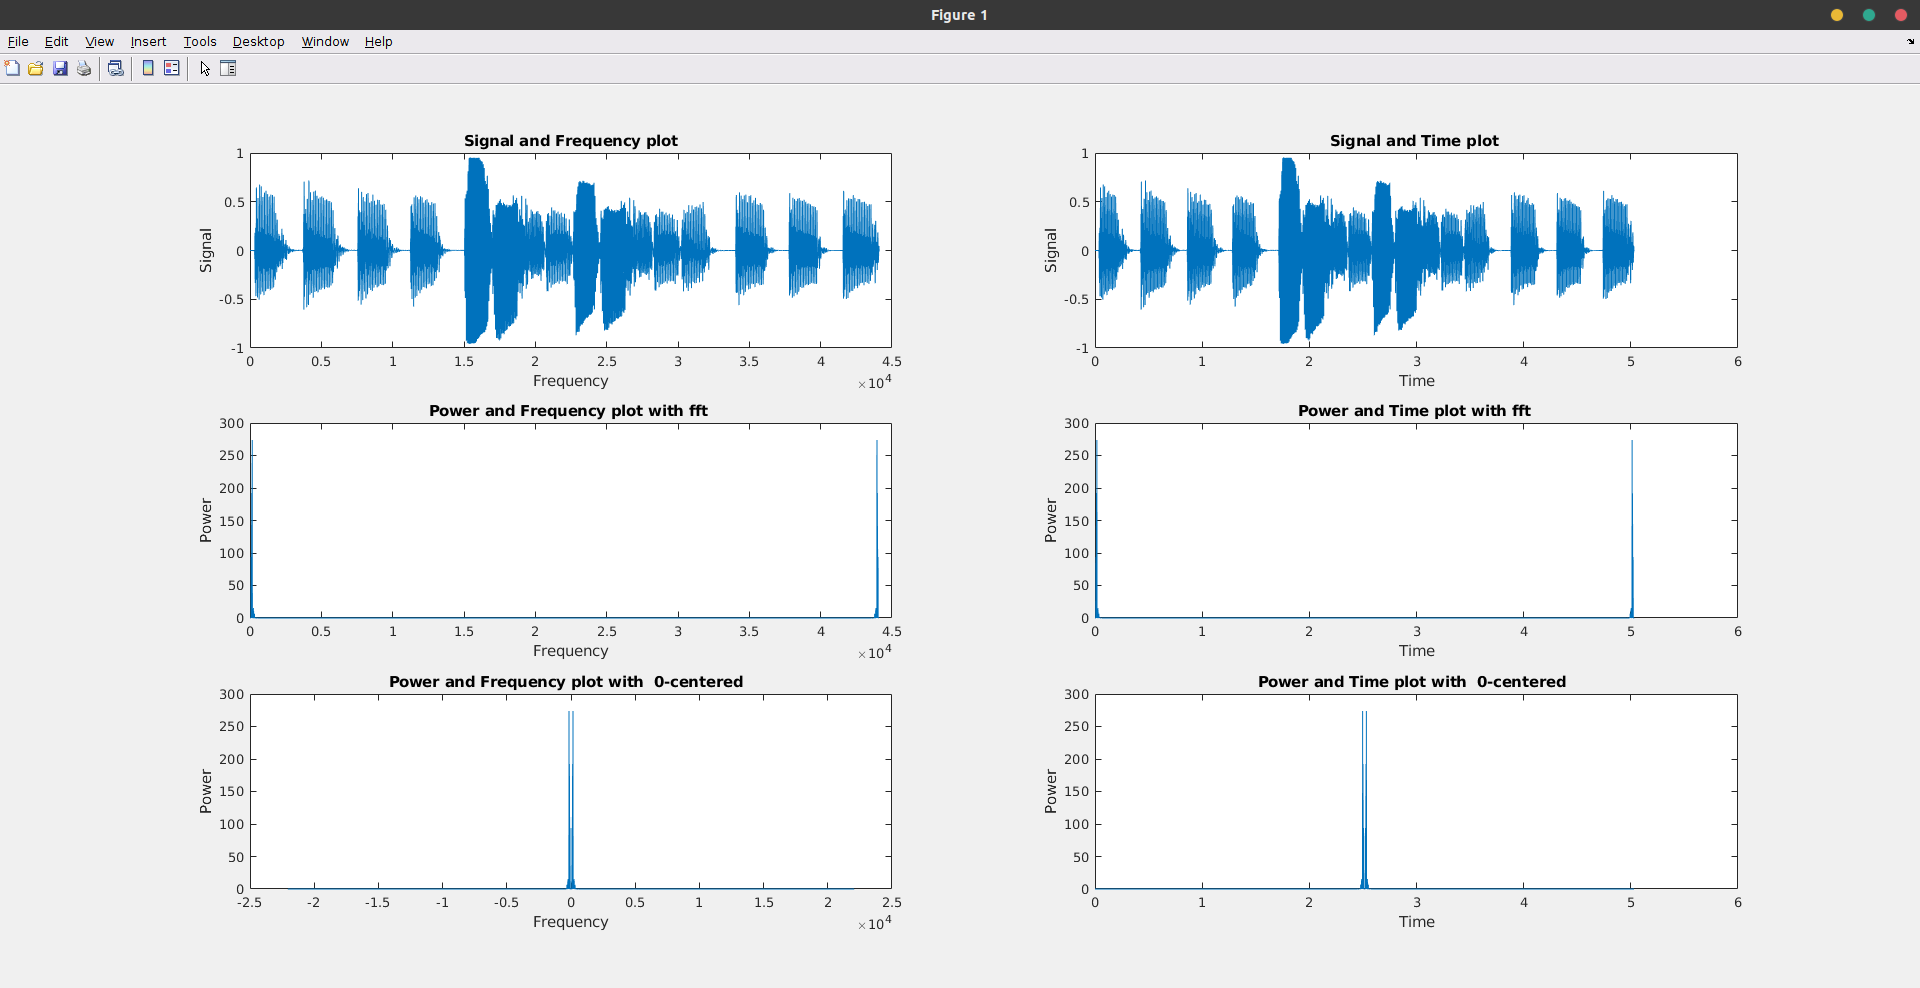 Figure 1
File Edit View Insert Tools Desktop Window Help
Signal and Frequency plot
1
0.5
0
-0.5
-1
Signal
0 0.5 1 1.5 2 2.5 3 3.5 4 4.5
Frequency
×10^4
Signal and Time plot
1
0.5
0
-0.5
-1
Signal
0 1 2 3 4 5 6
Time
Power and Frequency plot with fft
300
250
200
150
100
50
0
Power
0 0.5 1 1.5 2 2.5 3 3.5 4 4.5
Frequency
×10^4
Power and Time plot with fft
300
250
200
150
100
50
0
Power
0 1 2 3 4 5 6
Time
Power and Frequency plot with  0-centered
300
250
200
150
100
50
0
Power
-2.5 -2 -1.5 -1 -0.5 0 0.5 1 1.5 2 2.5
Frequency
×10^4
Power and Time plot with  0-centered
300
250
200
150
100
50
0
Power
0 1 2 3 4 5 6
Time